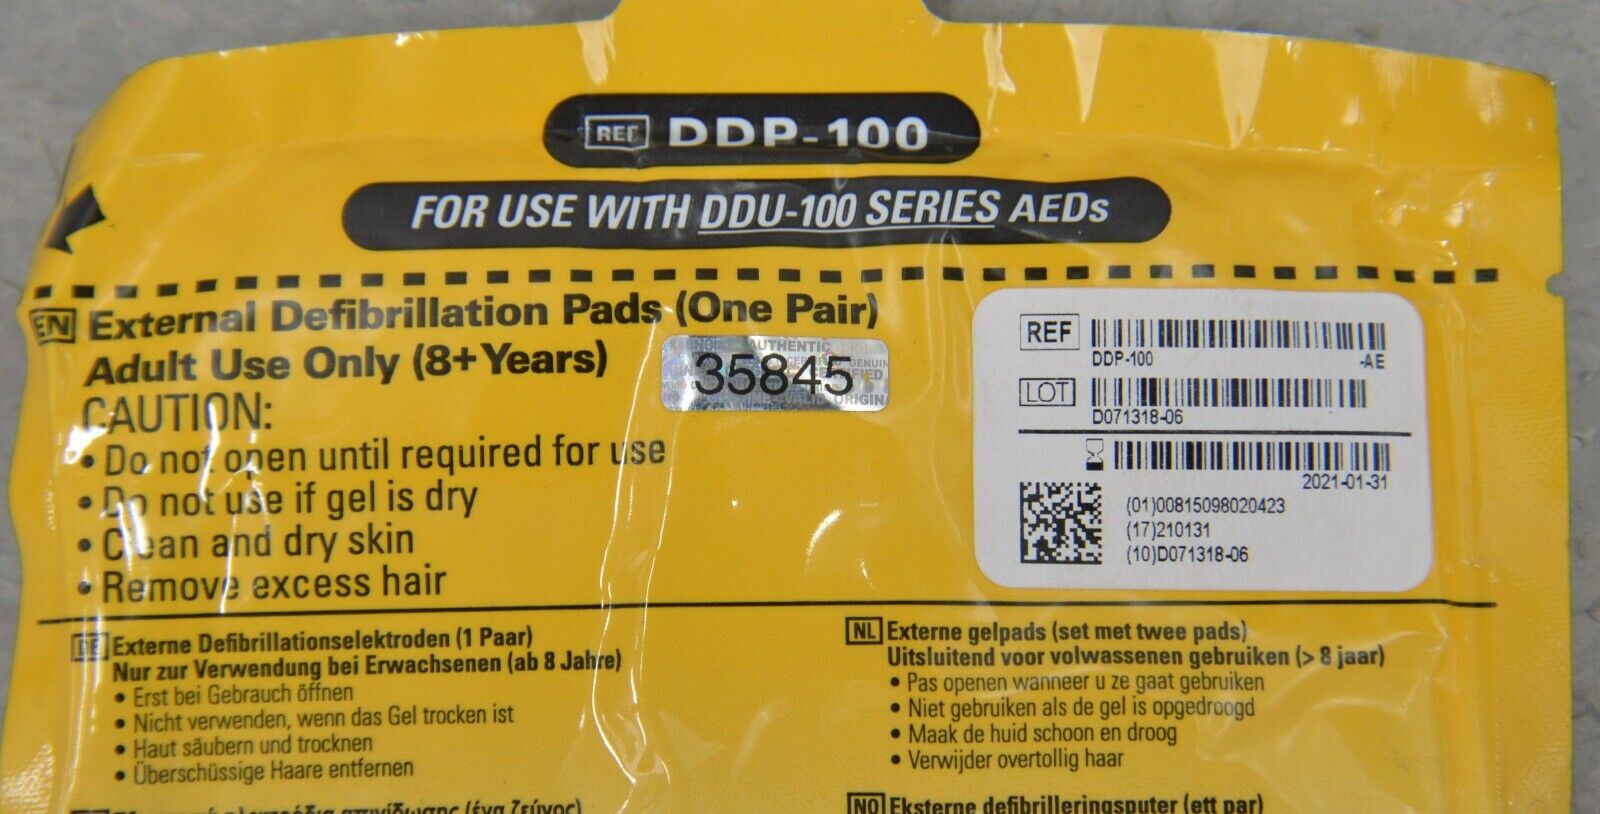 REF DDP-100
FOR USE WITH DDU-100 SERIES AEDs
EN External Defibrillation Pads (One Pair)
Adult Use Only (8+ Years)
CAUTION:
• Do not open until required for use
• Do not use if gel is dry
• Clean and dry skin
• Remove excess hair
AUTHENTIC
GENUIN
35845
VALID ORIGIN
REF
DDP-100 -AE
LOT
D071318-06
2021-01-31
(01)00815098020423
(17)210131
(10)D071318-06
DE Externe Defibrillationselektroden (1 Paar)
Nur zur Verwendung bei Erwachsenen (ab 8 Jahre)
• Erst bei Gebrauch öffnen
• Nicht verwenden, wenn das Gel trocken ist
• Haut säubern und trocknen
• Überschüssige Haare entfernen
NL Externe gelpads (set met twee pads)
Uitsluitend voor volwassenen gebruiken (> 8 jaar)
• Pas openen wanneer u ze gaat gebruiken
• Niet gebruiken als de gel is opgedroogd
• Maak de huid schoon en droog
• Verwijder overtollig haar
απινίδωσης (ένα ζεύγος)
NO Eksterne defibrilleringsputer (ett par)